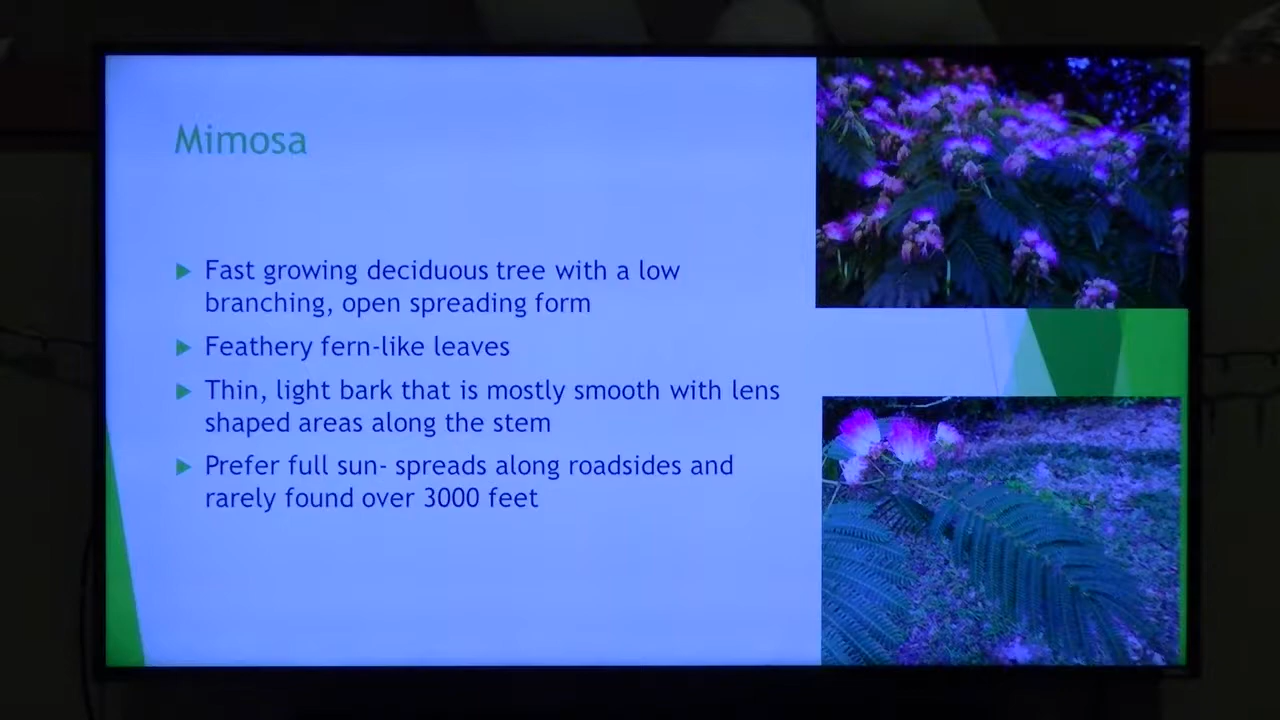 Mimosa
Fast growing deciduous tree with a low
branching, open spreading form
Feathery fern-like leaves
Thin, light bark that is mostly smooth with lens
shaped areas along the stem
Prefer full sun- spreads along roadsides and
rarely found over 3000 feet